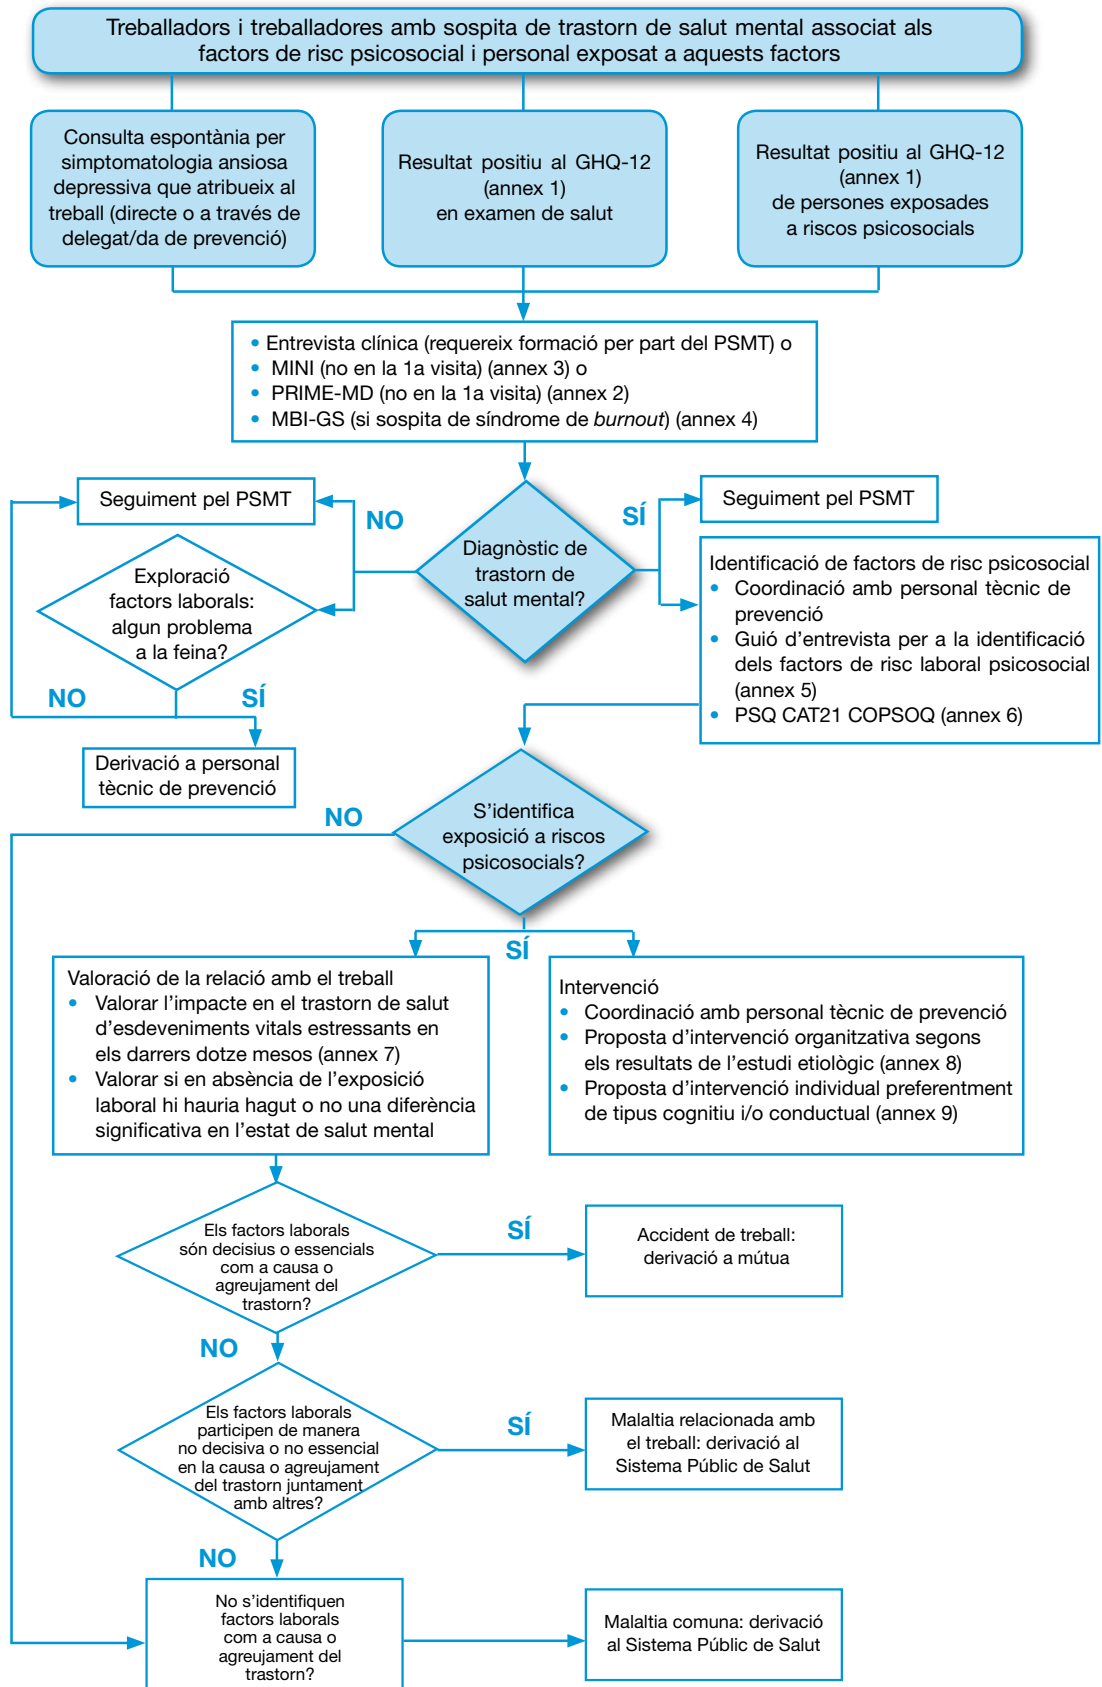 Treballadors i treballadores amb sospita de trastorn de salut mental associat als
factors de risc psicosocial i personal exposat a aquests factors
Consulta espontània per
simptomatologia ansiosa
depressiva que atribueix al
treball (directe o a través de
delegat/da de prevenció)
Resultat positiu al GHQ-12
(annex 1)
en examen de salut
Resultat positiu al GHQ-12
(annex 1)
de persones exposades
a riscos psicosocials
• Entrevista clínica (requereix formació per part del PSMT) o
• MINI (no en la 1a visita) (annex 3) o
• PRIME-MD (no en la 1a visita) (annex 2)
• MBI-GS (si sospita de síndrome de burnout) (annex 4)
Seguiment pel PSMT
NO
Diagnòstic de
trastorn de
salut mental?
SÍ
Seguiment pel PSMT
Exploració
factors laborals:
algun problema
a la feina?
NO
SÍ
Derivació a personal
tècnic de prevenció
Identificació de factors de risc psicosocial
• Coordinació amb personal tècnic de
prevenció
• Guió d’entrevista per a la identificació
dels factors de risc laboral psicosocial
(annex 5)
• PSQ CAT21 COPSOQ (annex 6)
NO
S’identifica
exposició a riscos
psicosocials?
SÍ
Valoració de la relació amb el treball
• Valorar l’impacte en el trastorn de salut
d’esdeveniments vitals estressants en
els darrers dotze mesos (annex 7)
• Valorar si en absència de l’exposició
laboral hi hauria hagut o no una diferència
significativa en l’estat de salut mental
Intervenció
• Coordinació amb personal tècnic de prevenció
• Proposta d’intervenció organitzativa segons
els resultats de l’estudi etiològic (annex 8)
• Proposta d’intervenció individual preferentment
de tipus cognitiu i/o conductual (annex 9)
Els factors laborals
són decisius o essencials
com a causa o
agreujament del
trastorn?
SÍ
Accident de treball:
derivació a mútua
NO
Els factors laborals
participen de manera
no decisiva o no essencial
en la causa o agreujament
del trastorn juntament
amb altres?
SÍ
Malaltia relacionada amb
el treball: derivació al
Sistema Públic de Salut
NO
No s’identifiquen
factors laborals
com a causa o
agreujament del
trastorn?
Malaltia comuna: derivació
al Sistema Públic de Salut